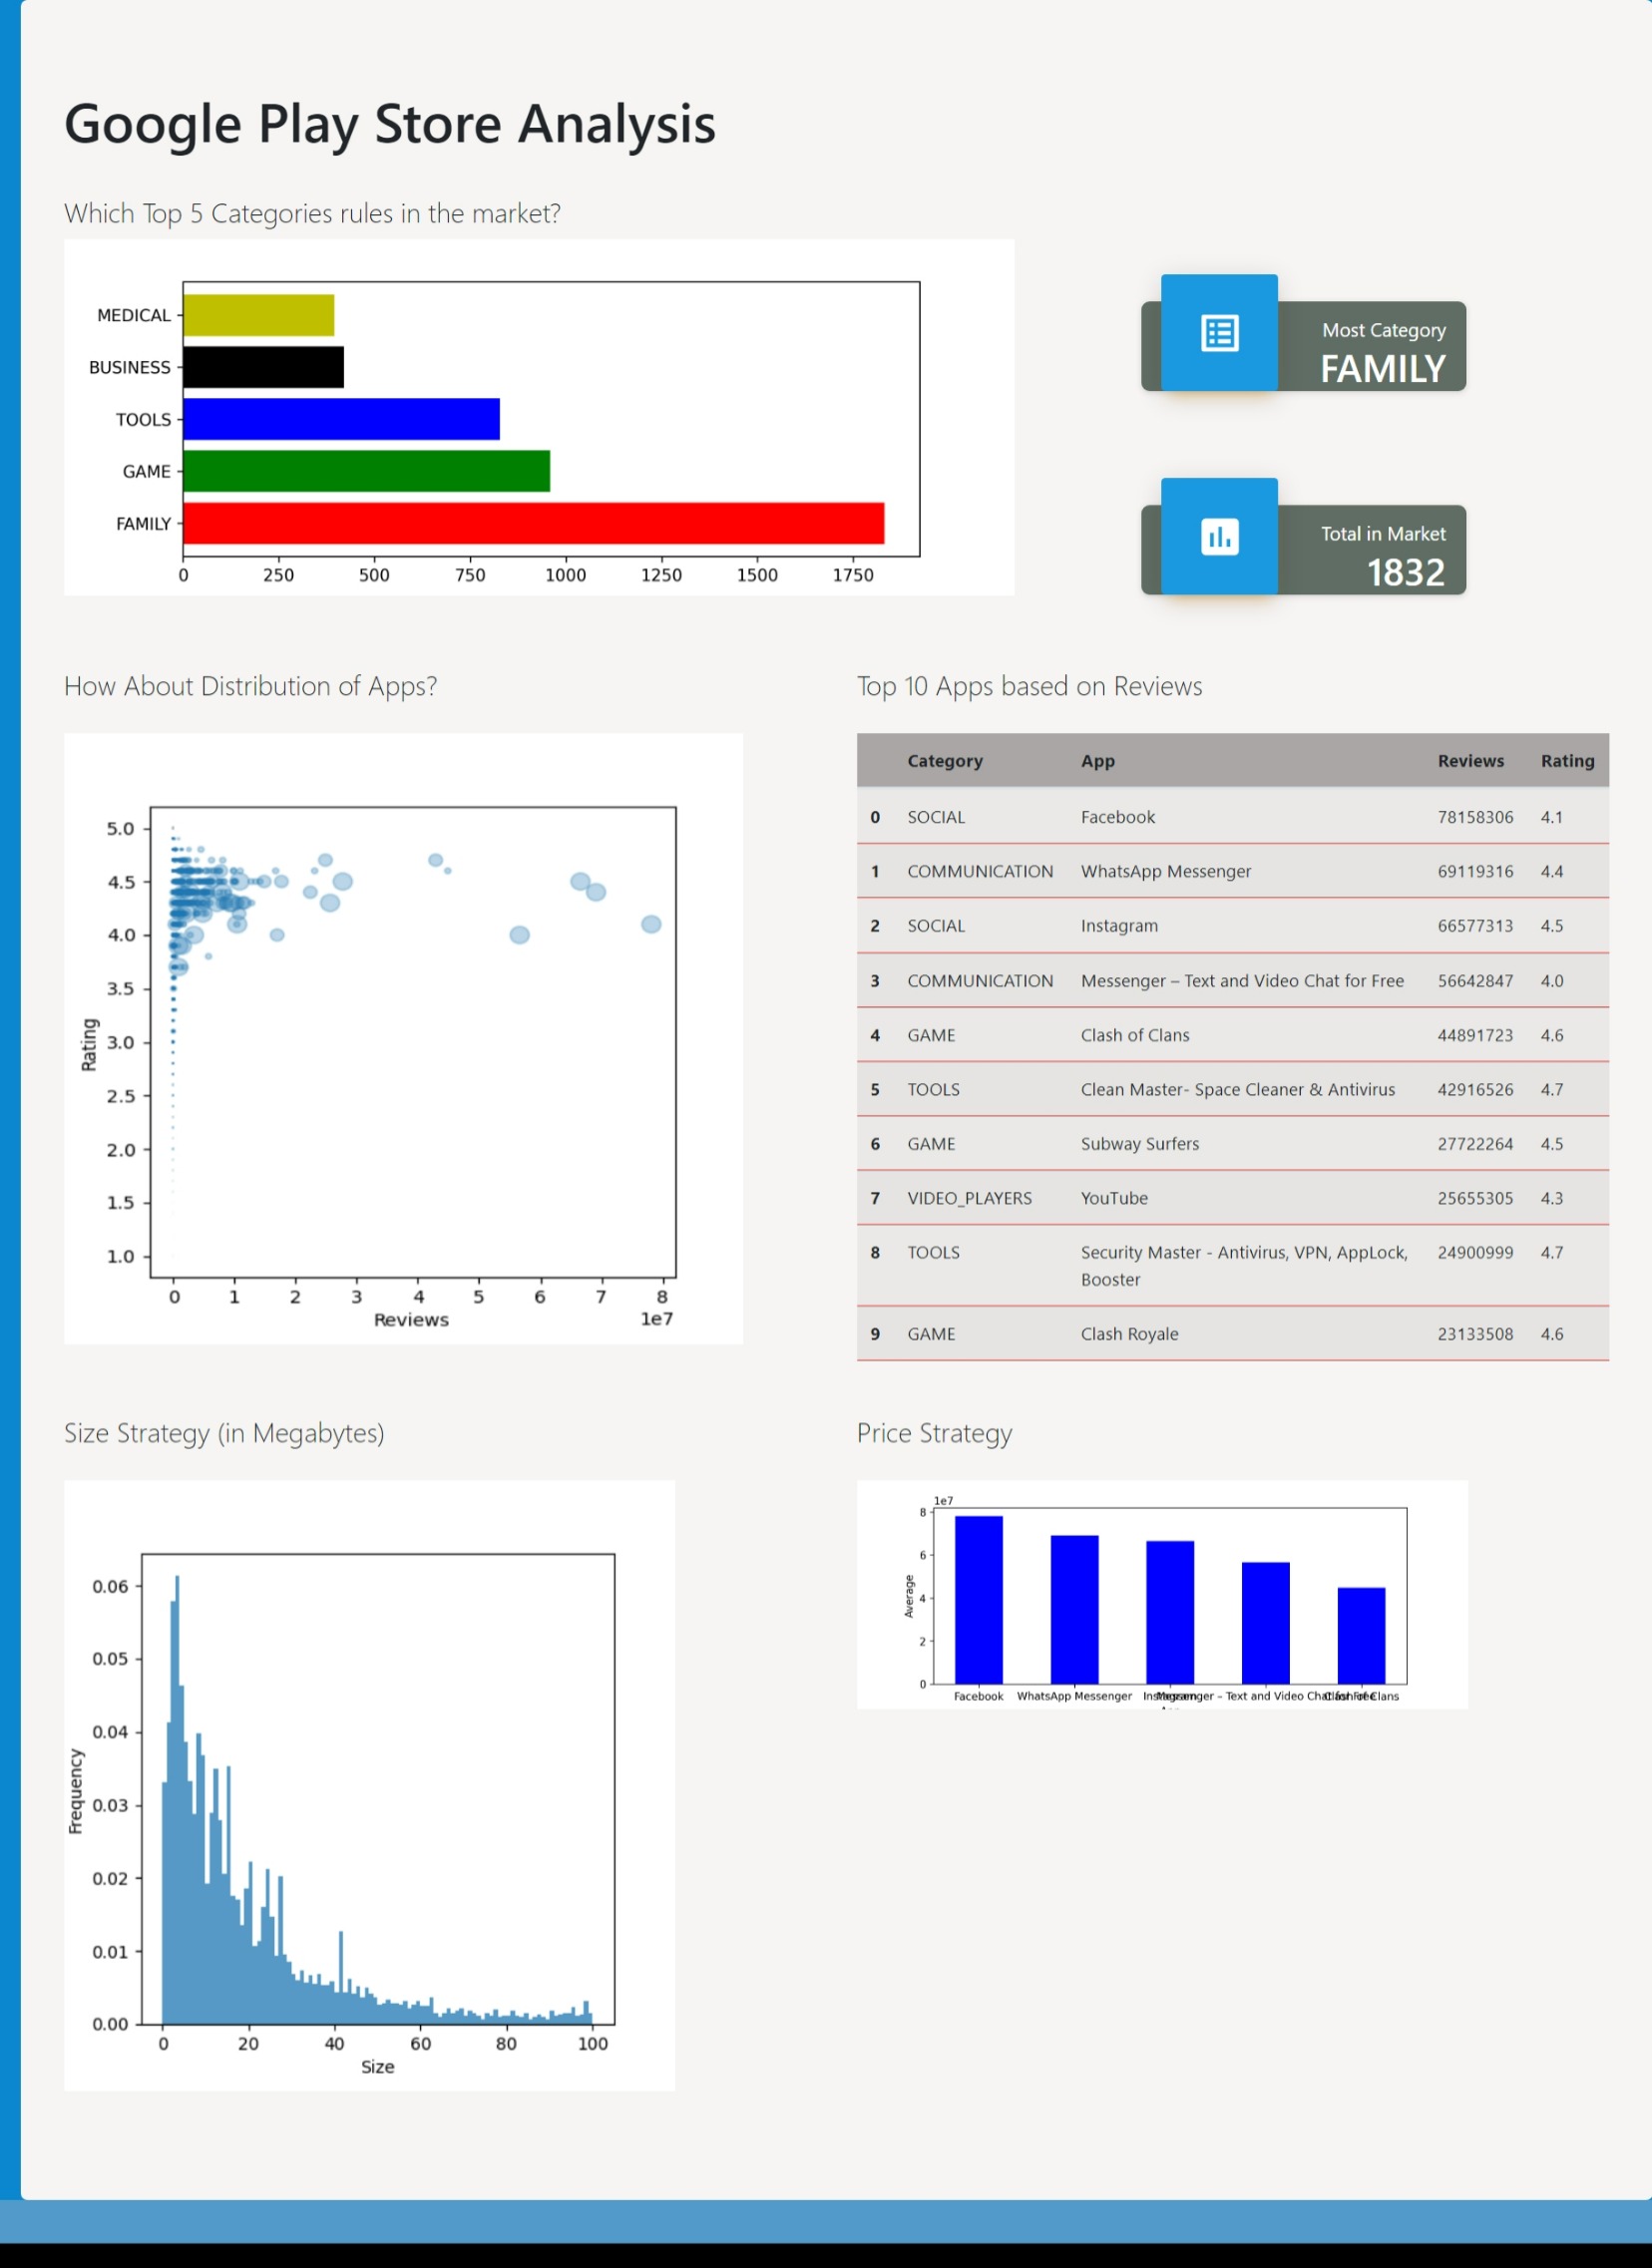 Google Play Store Analysis
Which Top 5 Categories rules in the market?
MEDICAL
BUSINESS
TOOLS
GAME
FAMILY
0 250 500 750 1000 1250 1500 1750
Most Category
FAMILY
Total in Market
1832
How About Distribution of Apps?
5.0
4.5
4.0
3.5
3.0
2.5
2.0
1.5
1.0
Rating
0 1 2 3 4 5 6 7 8
Reviews 1e7
Top 10 Apps based on Reviews
Category App Reviews Rating
0 SOCIAL Facebook 78158306 4.1
1 COMMUNICATION WhatsApp Messenger 69119316 4.4
2 SOCIAL Instagram 66577313 4.5
3 COMMUNICATION Messenger – Text and Video Chat for Free 56642847 4.0
4 GAME Clash of Clans 44891723 4.6
5 TOOLS Clean Master- Space Cleaner & Antivirus 42916526 4.7
6 GAME Subway Surfers 27722264 4.5
7 VIDEO_PLAYERS YouTube 25655305 4.3
8 TOOLS Security Master - Antivirus, VPN, AppLock, 24900999 4.7
Booster
9 GAME Clash Royale 23133508 4.6
Size Strategy (in Megabytes)
0.06
0.05
0.04
0.03
0.02
0.01
0.00
Frequency
0 20 40 60 80 100
Size
Price Strategy
1e7
8
6
4
2
0
Average
Facebook WhatsApp Messenger Instagram Messenger – Text and Video Chat for Free Clash of Clans